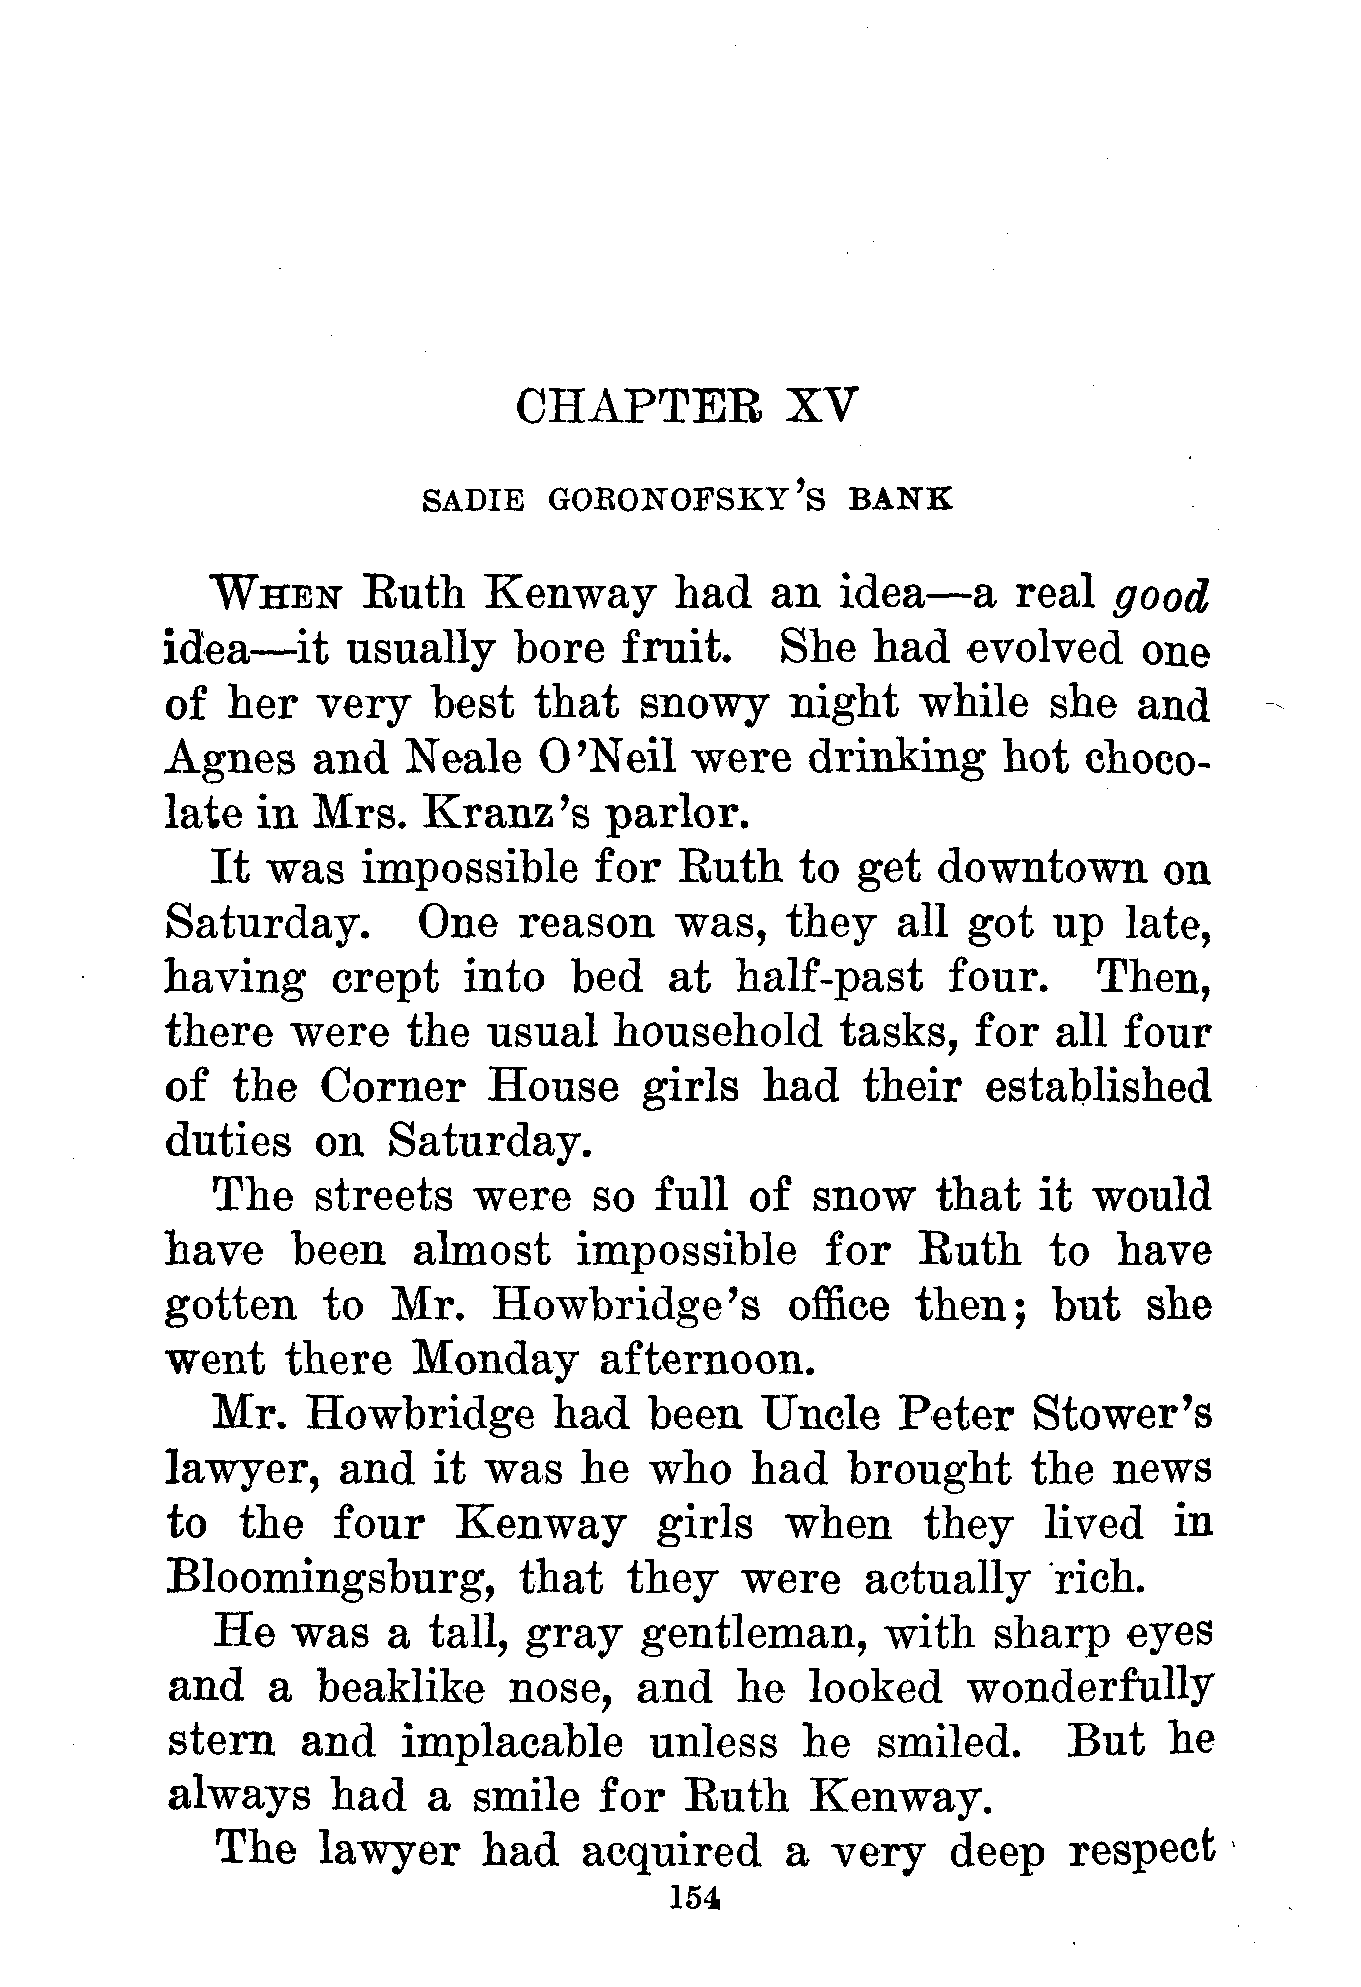 CHAPTER XV
SADIE GORONOFSKY'S BANK
WHEN Ruth Kenway had an idea—a real good
idea—it usually bore fruit. She had evolved one
of her very best that snowy night while she and
Agnes and Neale O'Neil were drinking hot choco-
late in Mrs. Kranz's parlor.
It was impossible for Ruth to get downtown on
Saturday. One reason was, they all got up late,
having crept into bed at half-past four. Then,
there were the usual household tasks, for all four
of the Corner House girls had their established
duties on Saturday.
The streets were so full of snow that it would
have been almost impossible for Ruth to have
gotten to Mr. Howbridge's office then; but she
went there Monday afternoon.
Mr. Howbridge had been Uncle Peter Stower's
lawyer, and it was he who had brought the news
to the four Kenway girls when they lived in
Bloomingsburg, that they were actually rich.
He was a tall, gray gentleman, with sharp eyes
and a beaklike nose, and he looked wonderfully
stern and implacable unless he smiled. But he
always had a smile for Ruth Kenway.
The lawyer had acquired a very deep respect
154